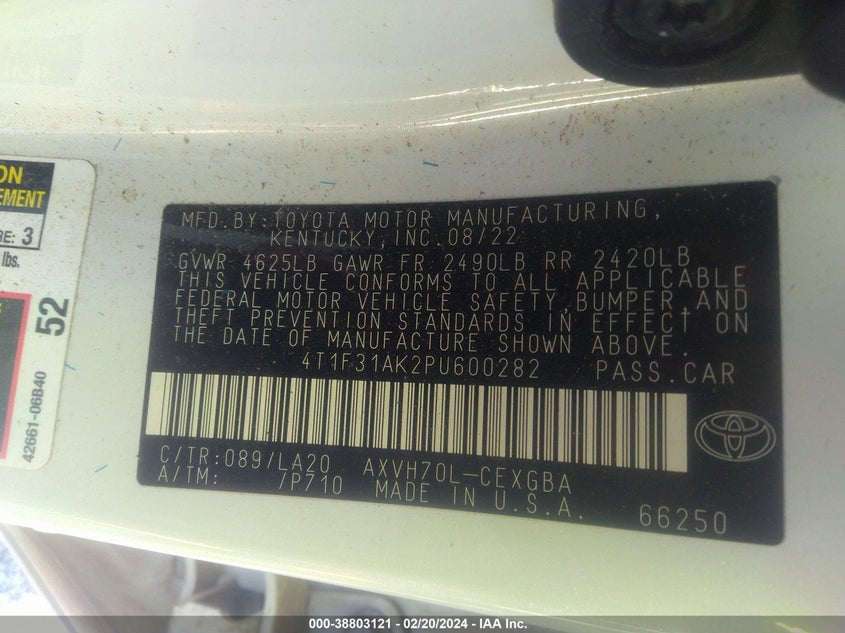 ON
EMENT
RE: 3
lbs.
52
42661-06B40
MFD.BY:TOYOTA MOTOR MANUFACTURING,
KENTUCKY,INC.08/22
GVWR 4625LB GAWR FR 2490LB RR 2420LB
THIS VEHICLE CONFORMS TO ALL APPLICABLE
FEDERAL MOTOR VEHICLE SAFETY,BUMPER,AND
THEFT PREVENTION STANDARDS IN EFFECT ON
THE DATE OF MANUFACTURE SHOWN ABOVE.
4T1F31AK2PU600282 PASS.CAR
C/TR:089/LA20 AXVH70L-CEXGBA
A/TM: /P710 MADE IN U.S.A. 66250
000-38803121 - 02/20/2024 - IAA Inc.